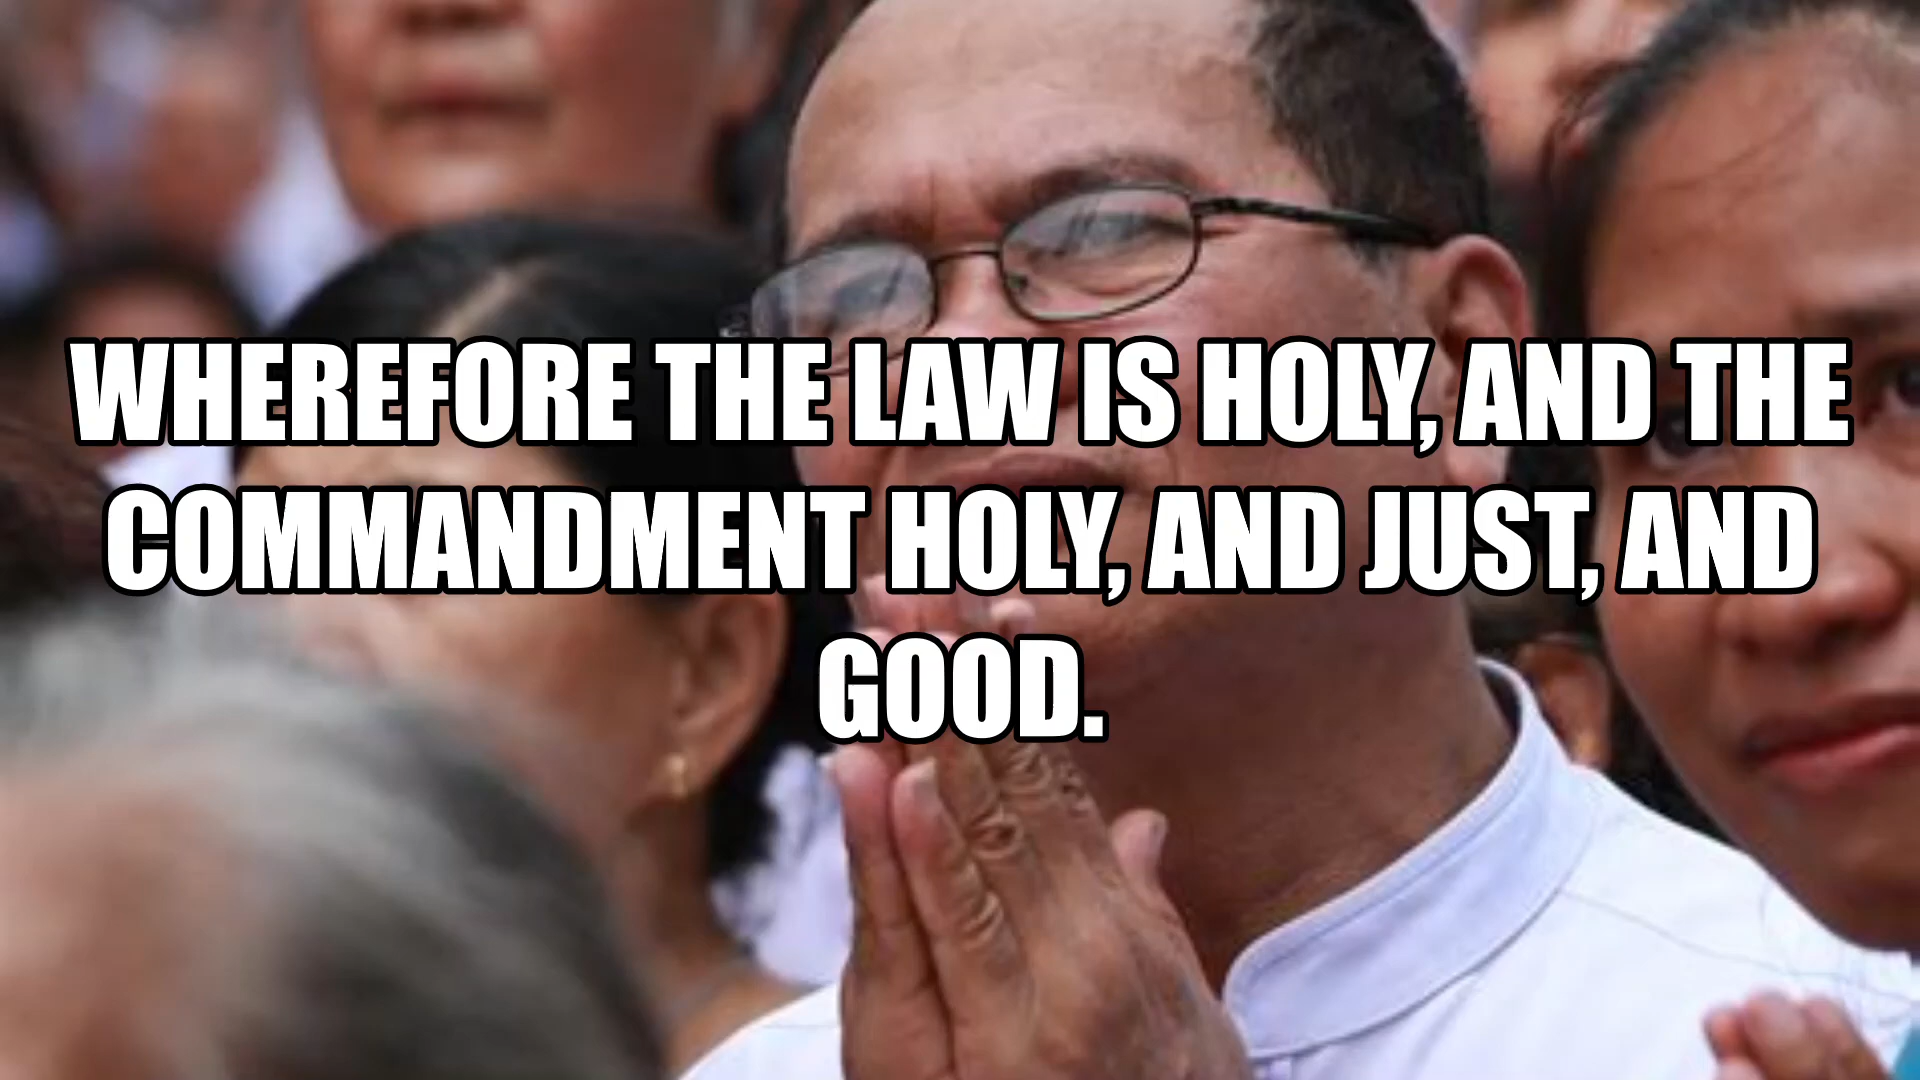 WHEREFORE THE LAW IS HOLY, AND THE
COMMANDMENT HOLY, AND JUST, AND
GOOD.